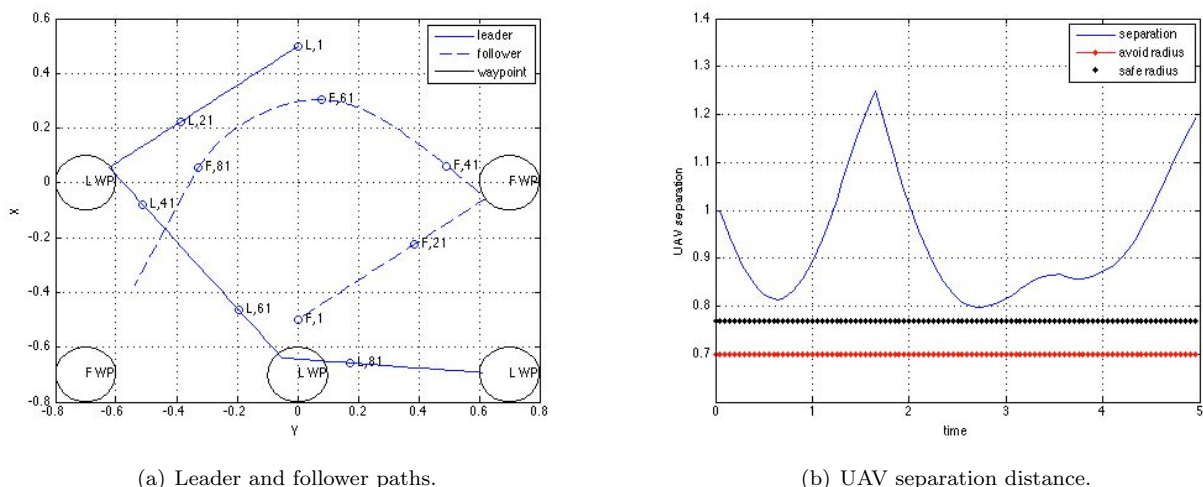 0.6
0.4
0.2
0
-0.2
-0.4
-0.6
-0.8
X
-0.8
-0.6
-0.4
-0.2
0
0.2
0.4
0.6
0.8
Y
leader
follower
waypoint
L,1
L,21
F,61
F,81
F,41
L WP
F WP
L,41
F,21
L,61
F,1
L,81
F WP
L WP
L WP
(a) Leader and follower paths.
1.4
1.3
1.2
1.1
1
0.9
0.8
0.7
UAV separation
0
1
2
3
4
5
time
separation
avoid radius
safe radius
(b) UAV separation distance.